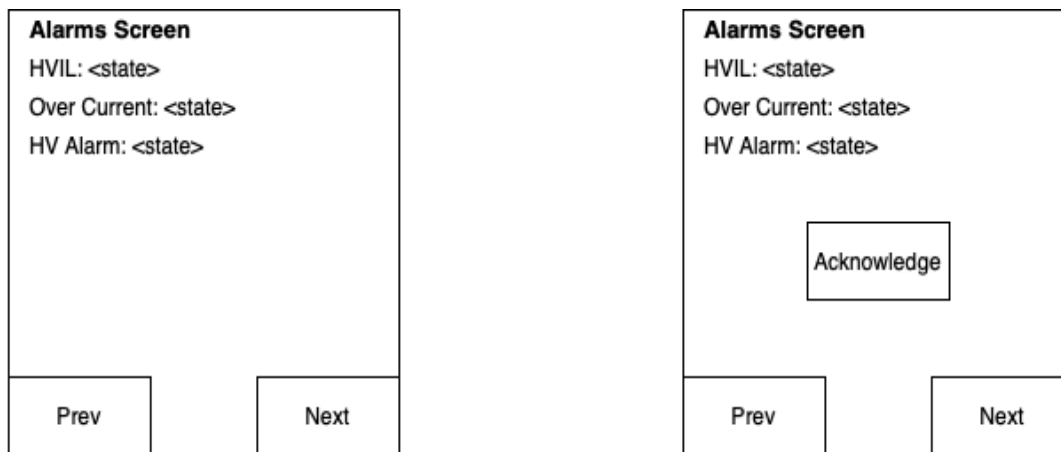 Alarms Screen
HVIL: <state>
Over Current: <state>
HV Alarm: <state>
Prev
Next
Alarms Screen
HVIL: <state>
Over Current: <state>
HV Alarm: <state>
Acknowledge
Prev
Next